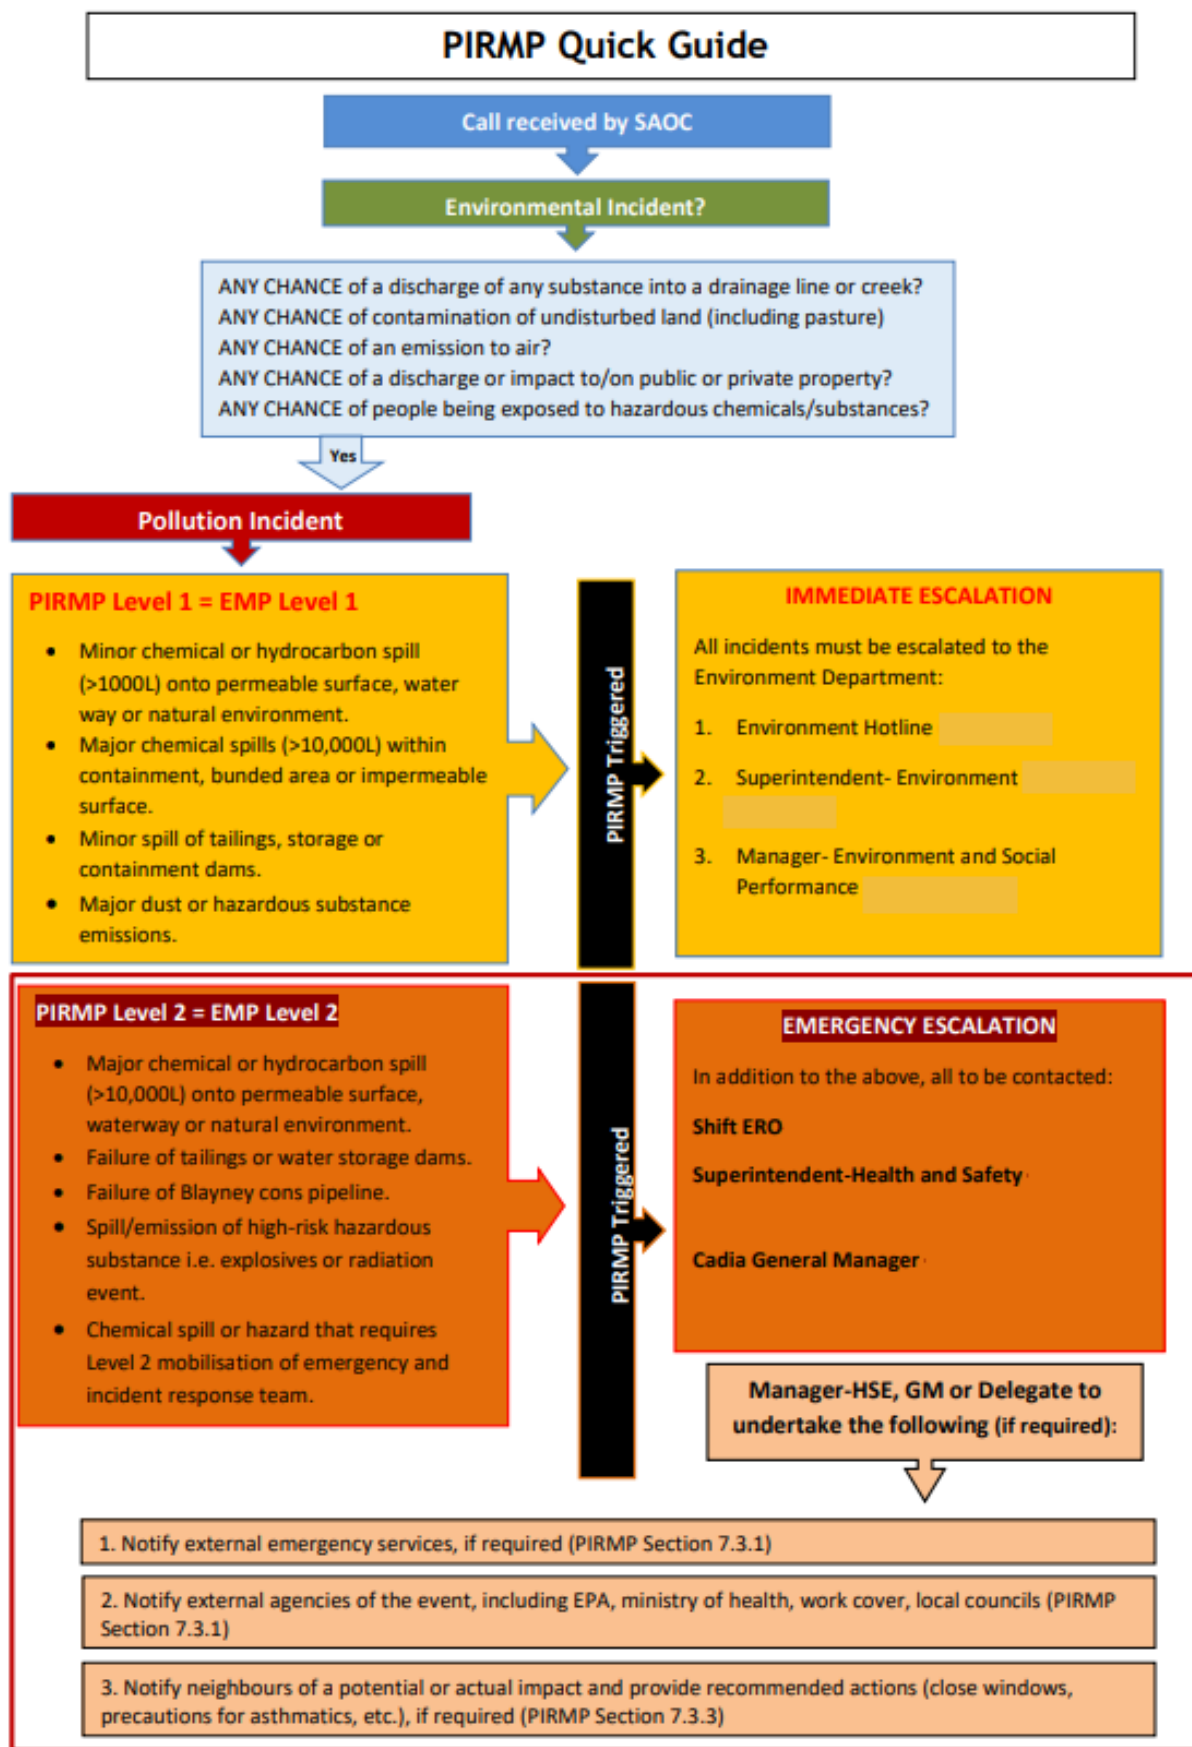 PIRMP Quick Guide
Call received by SAOC
Environmental Incident?
ANY CHANCE of a discharge of any substance into a drainage line or creek?
ANY CHANCE of contamination of undisturbed land (including pasture)
ANY CHANCE of an emission to air?
ANY CHANCE of a discharge or impact to/on public or private property?
ANY CHANCE of people being exposed to hazardous chemicals/substances?
Yes
Pollution Incident
PIRMP Level 1 = EMP Level 1
• Minor chemical or hydrocarbon spill
(>1000L) onto permeable surface, water
way or natural environment.
• Major chemical spills (>10,000L) within
containment, bunded area or impermeable
surface.
• Minor spill of tailings, storage or
containment dams.
• Major dust or hazardous substance
emissions.
PIRMP Triggered
IMMEDIATE ESCALATION
All incidents must be escalated to the
Environment Department:
1. Environment Hotline
2. Superintendent- Environment
3. Manager- Environment and Social
Performance
PIRMP Level 2 = EMP Level 2
• Major chemical or hydrocarbon spill
(>10,000L) onto permeable surface,
waterway or natural environment.
• Failure of tailings or water storage dams.
• Failure of Blayney cons pipeline.
• Spill/emission of high-risk hazardous
substance i.e. explosives or radiation
event.
• Chemical spill or hazard that requires
Level 2 mobilisation of emergency and
incident response team.
PIRMP Triggered
EMERGENCY ESCALATION
In addition to the above, all to be contacted:
Shift ERO
Superintendent-Health and Safety
Cadia General Manager
Manager-HSE, GM or Delegate to
undertake the following (if required):
1. Notify external emergency services, if required (PIRMP Section 7.3.1)
2. Notify external agencies of the event, including EPA, ministry of health, work cover, local councils (PIRMP
Section 7.3.1)
3. Notify neighbours of a potential or actual impact and provide recommended actions (close windows,
precautions for asthmatics, etc.), if required (PIRMP Section 7.3.3)